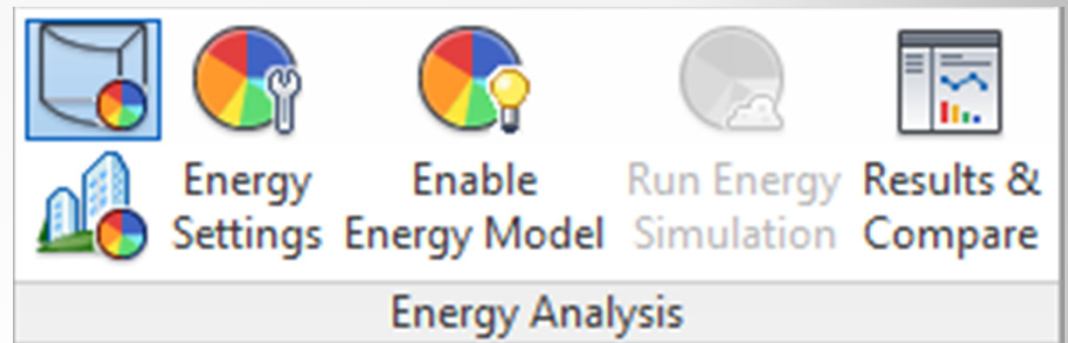 Energy
Settings
Enable
Energy Model
Run Energy
Simulation
Results &
Compare
Energy Analysis